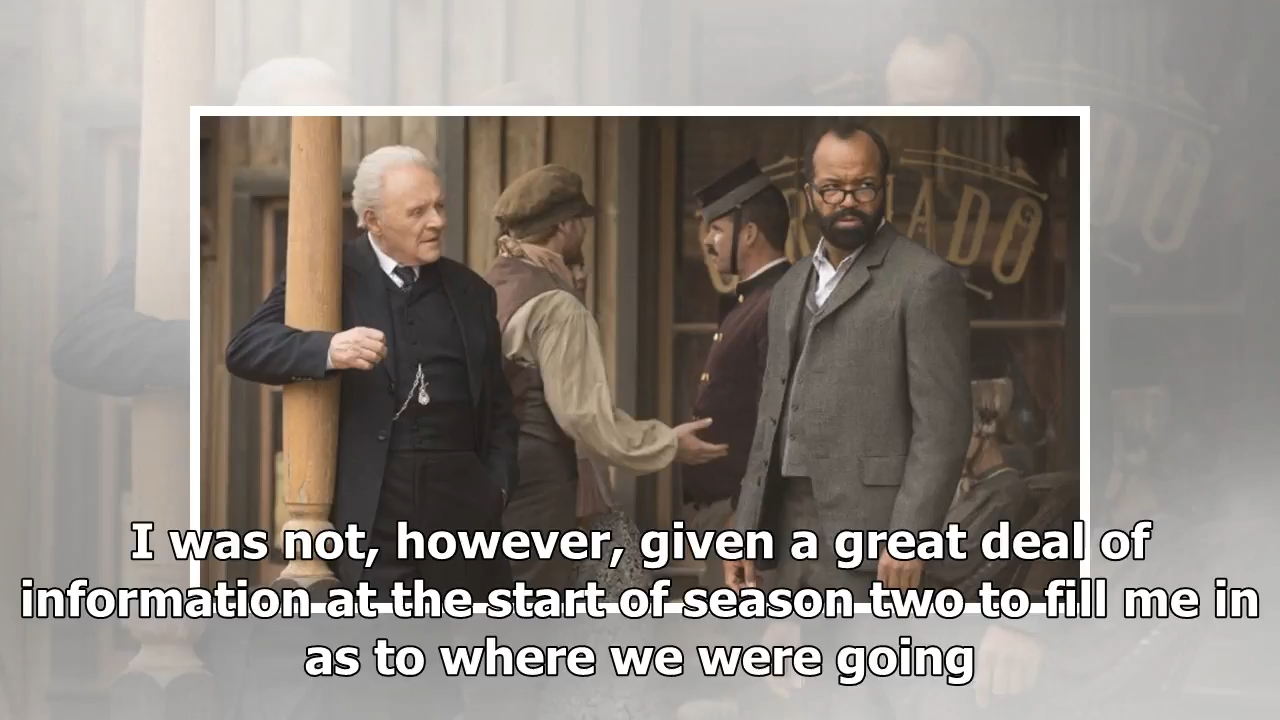 I was not, however, given a great deal of
information at the start of season two to fill me in
as to where we were going